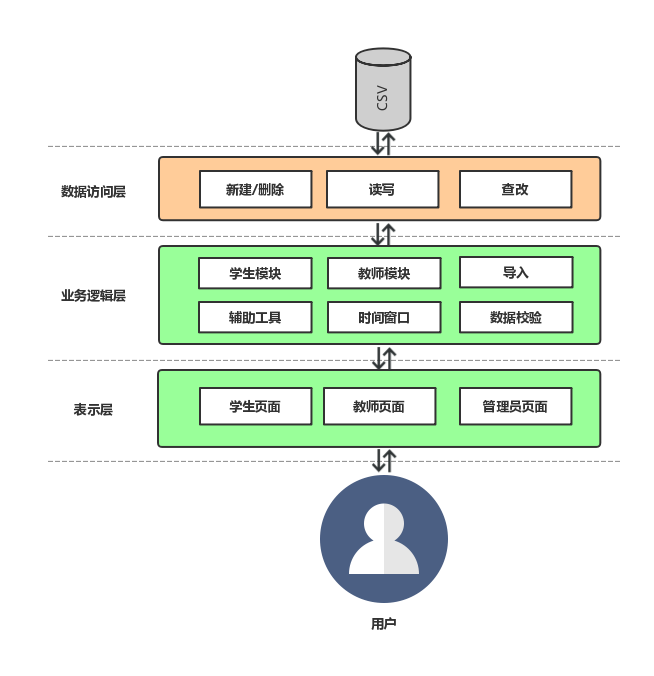 CSV
数据访问层
新建/删除
读写
查改
业务逻辑层
学生模块
教师模块
导入
辅助工具
时间窗口
数据校验
表示层
学生页面
教师页面
管理员页面
用户